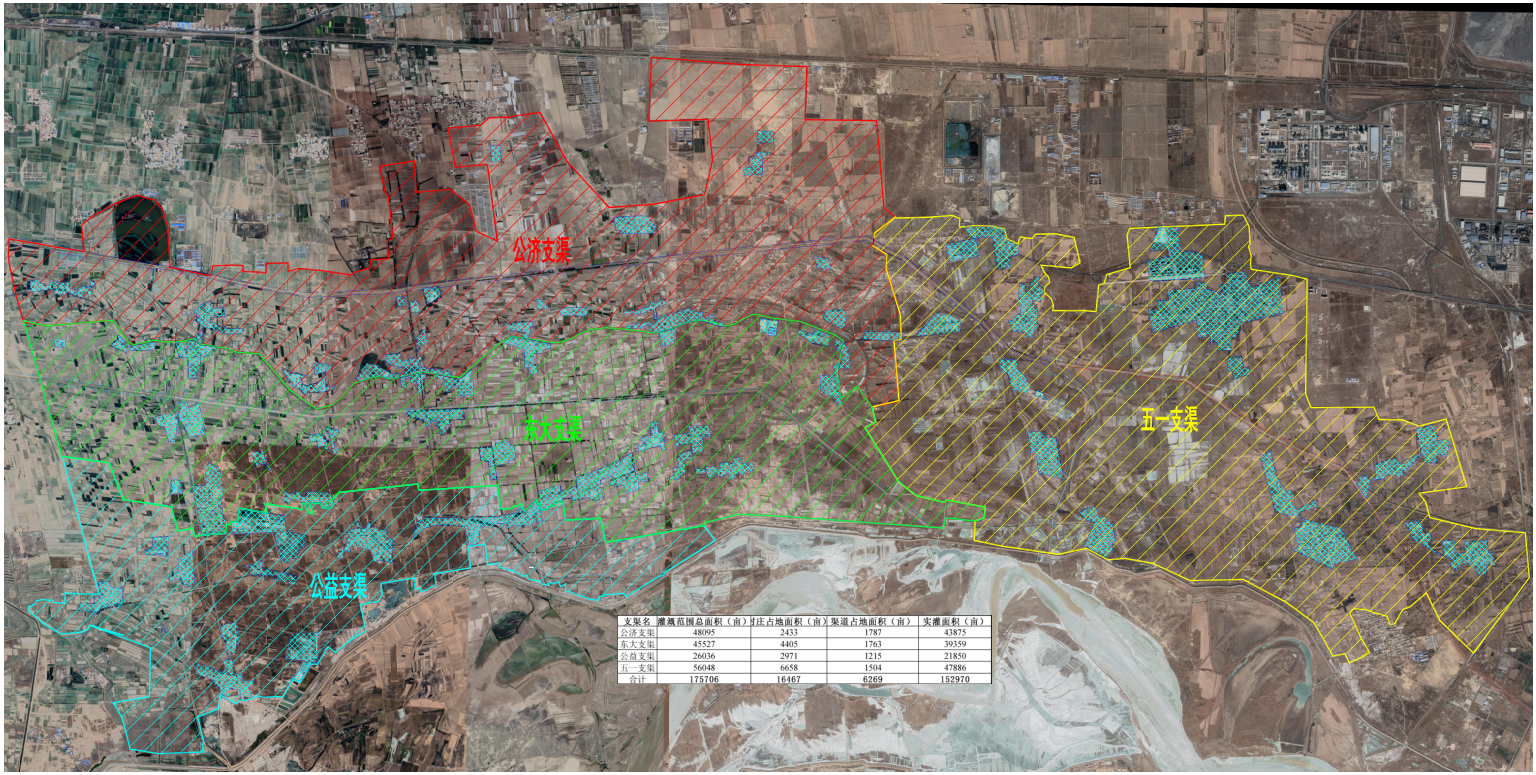 公济支渠
东大支渠
五一支渠
公益支渠
支渠名 灌溉范围总面积（亩） 村庄占地面积（亩） 渠道占地面积（亩） 实灌面积（亩）
公济支渠 48095 2433 1787 43875
东大支渠 45527 4405 1763 39359
公益支渠 26036 2971 1215 21850
五一支渠 56048 6658 1504 47886
合计 175706 16467 6269 152970